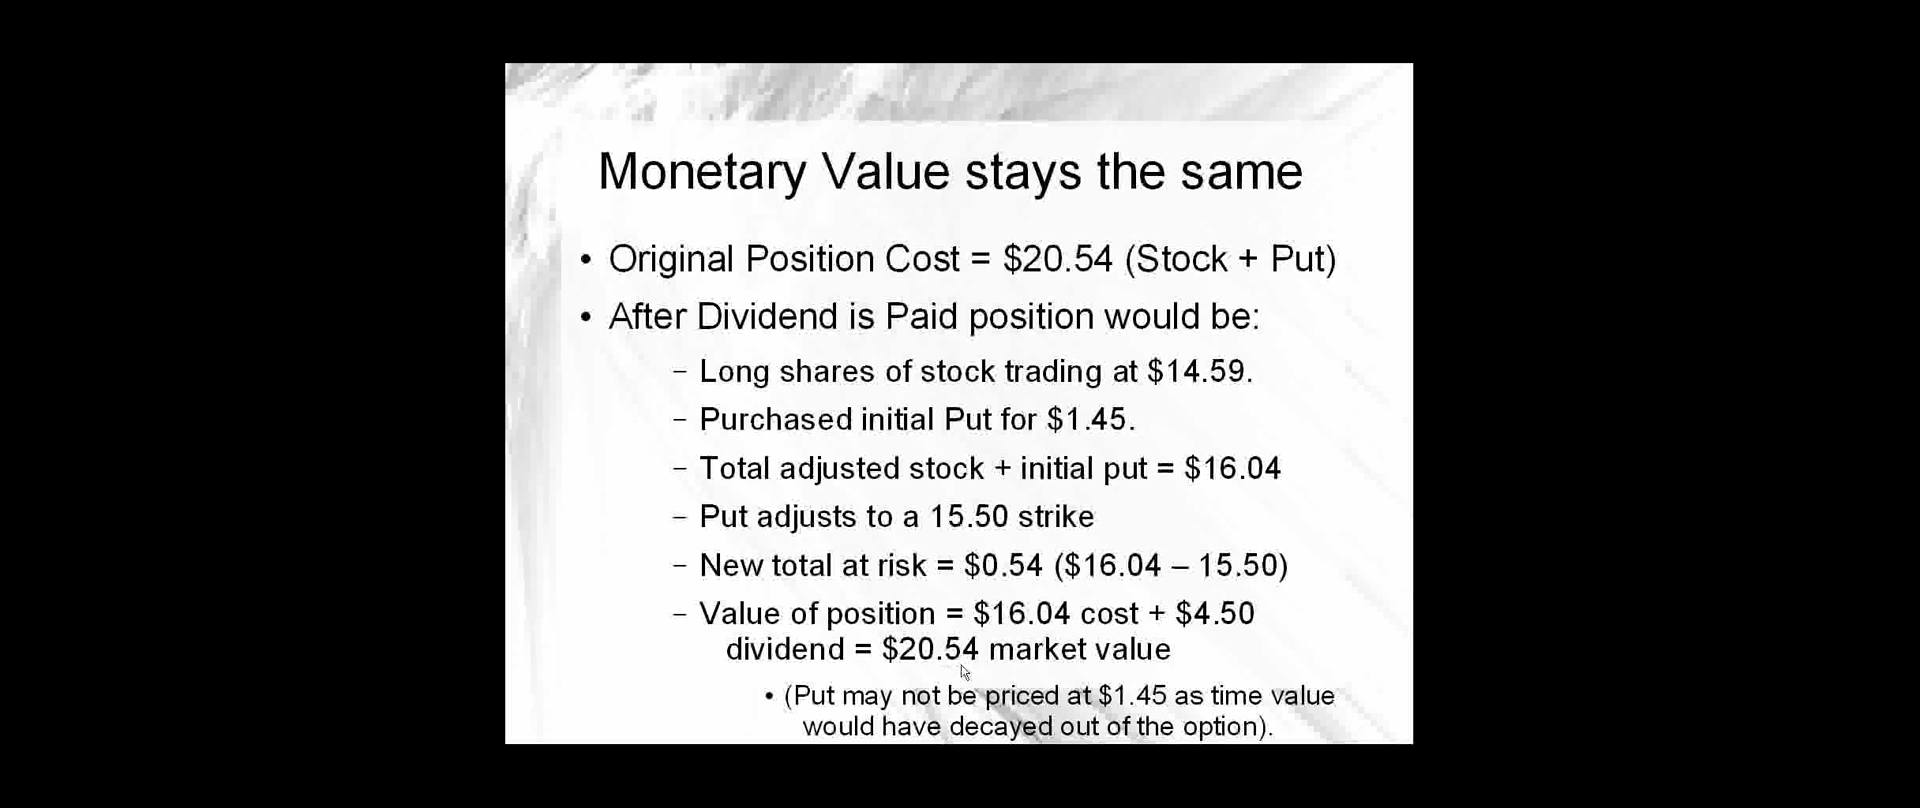 Monetary Value stays the same
• Original Position Cost = $20.54 (Stock + Put)
• After Dividend is Paid position would be:
– Long shares of stock trading at $14.59.
– Purchased initial Put for $1.45.
– Total adjusted stock + initial put = $16.04
– Put adjusts to a 15.50 strike
– New total at risk = $0.54 ($16.04 – 15.50)
– Value of position = $16.04 cost + $4.50
dividend = $20.54 market value
• (Put may not be priced at $1.45 as time value
would have decayed out of the option).